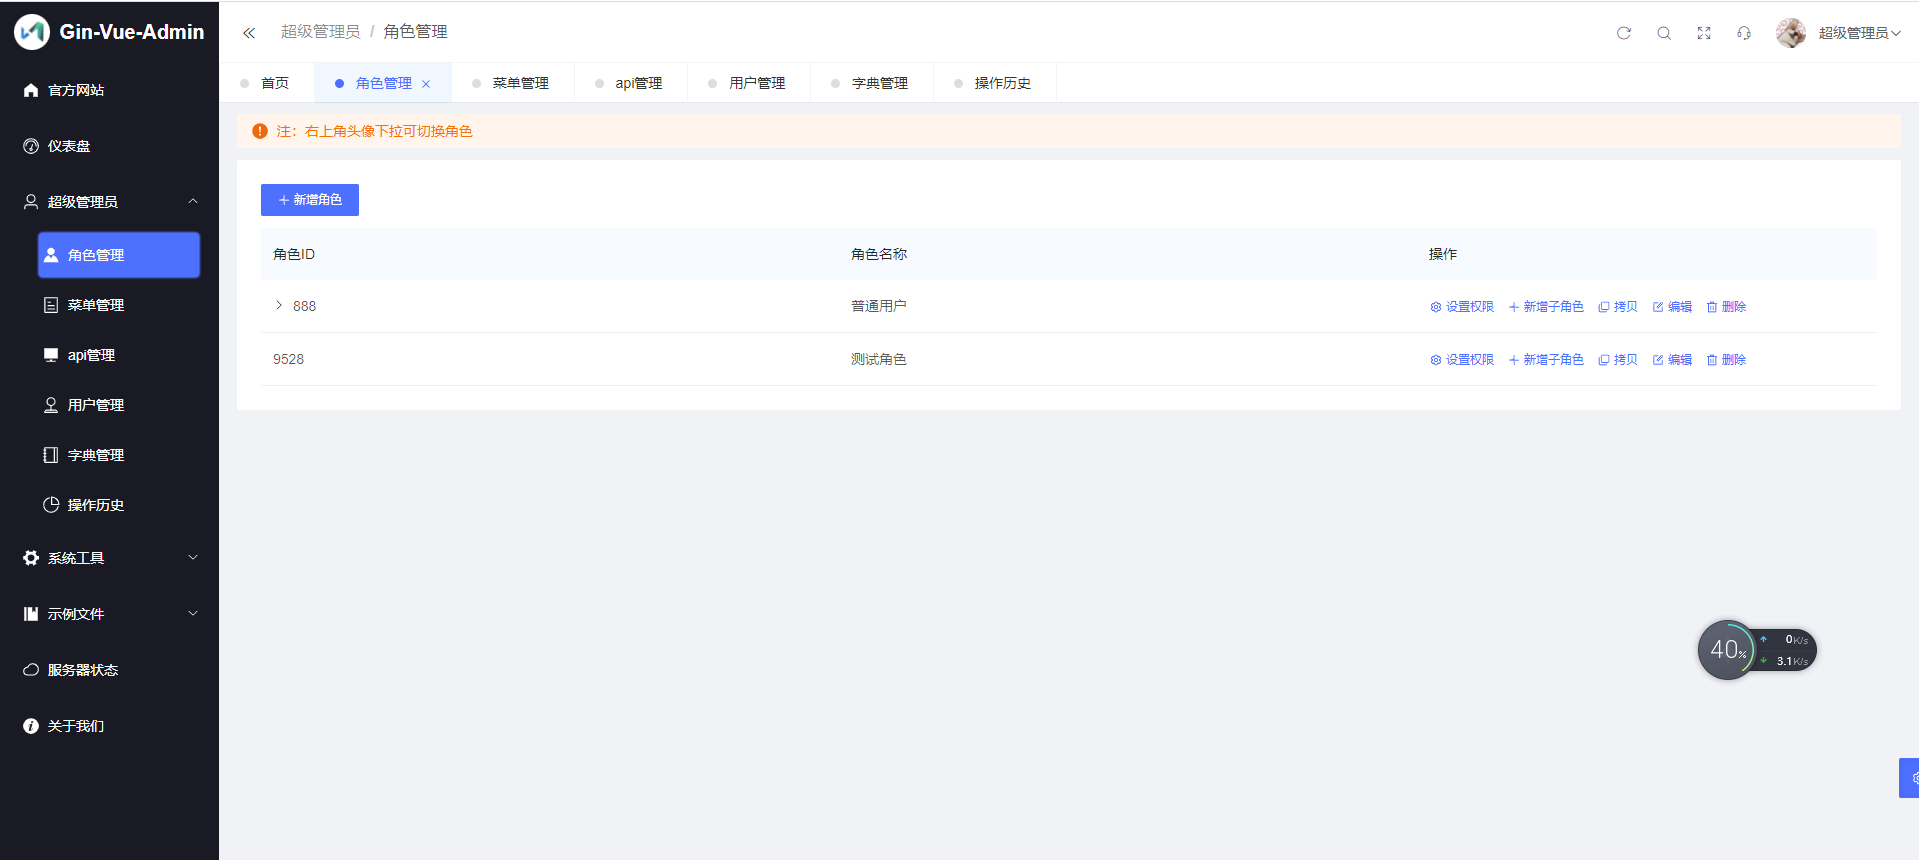 Gin-Vue-Admin
超级管理员 / 角色管理
超级管理员
官方网站
仪表盘
超级管理员
角色管理
菜单管理
api管理
用户管理
字典管理
操作历史
系统工具
示例文件
服务器状态
关于我们
首页 角色管理 菜单管理 api管理 用户管理 字典管理 操作历史
注：右上角头像下拉可切换角色
新增角色
角色ID 角色名称 操作
888 普通用户 设置权限 新增子角色 拷贝 编辑 删除
9528 测试角色 设置权限 新增子角色 拷贝 编辑 删除
40%
0K/s
3.1K/s